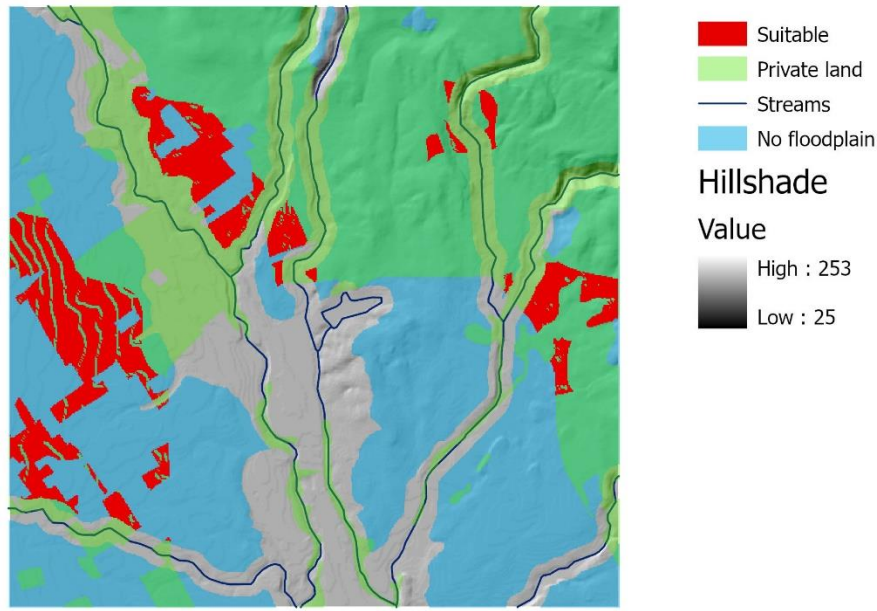 Suitable
Private land
Streams
No floodplain
Hillshade
Value
High : 253
Low : 25